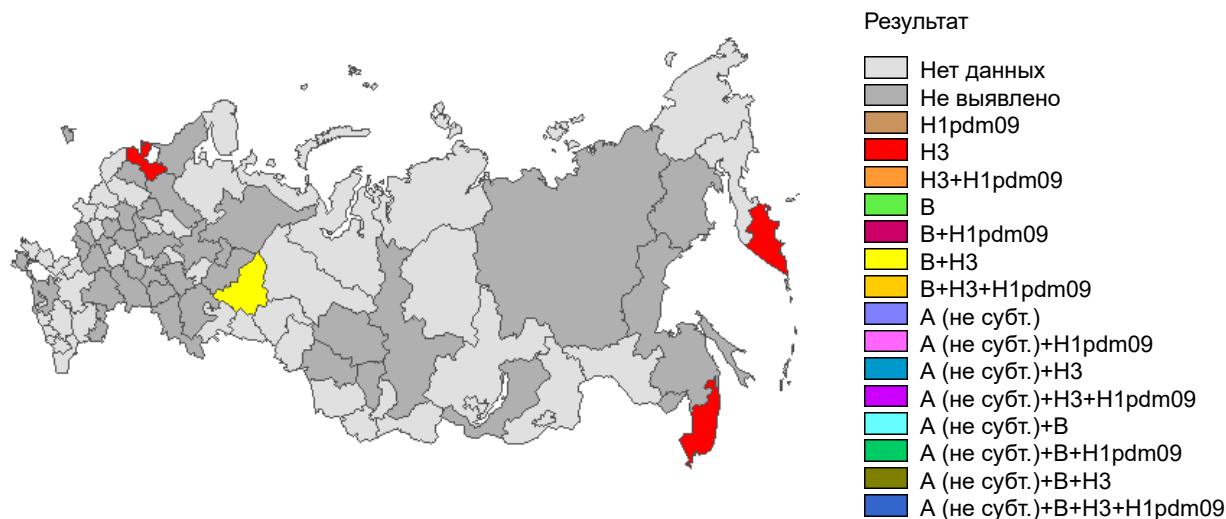 Результат
Нет данных
Не выявлено
H1pdm09
H3
H3+H1pdm09
B
B+H1pdm09
B+H3
B+H3+H1pdm09
А (не субт.)
А (не субт.)+H1pdm09
А (не субт.)+H3
А (не субт.)+H3+H1pdm09
А (не субт.)+B
А (не субт.)+B+H1pdm09
А (не субт.)+B+H3
А (не субт.)+B+H3+H1pdm09